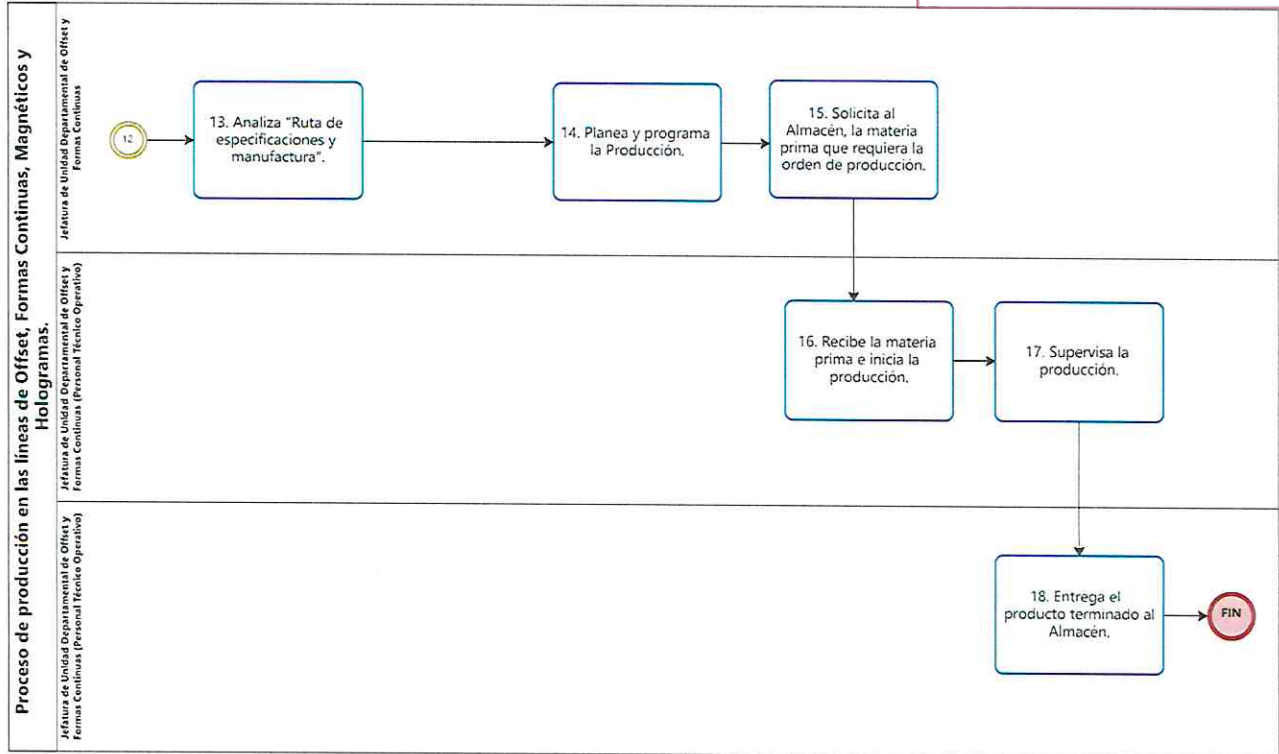 Proceso de producción en las líneas de Offset, Formas Continuas, Magnéticos y
Hologramas.
Jefatura de Unidad Departamental de Offset y
Formas Continuas
12
13. Analiza "Ruta de
especificaciones y
manufactura".
14. Planea y programa
la Producción.
15. Solicita al
Almacén, la materia
prima que requiera la
orden de producción.
Jefatura de Unidad Departamental de Offset y
Formas Continuas (Personal Técnico Operativo)
16. Recibe la materia
prima e inicia la
producción.
17. Supervisa la
producción.
Jefatura de Unidad Departamental de Offset y
Formas Continuas (Personal Técnico Operativo)
18. Entrega el
producto terminado al
Almacén.
FIN